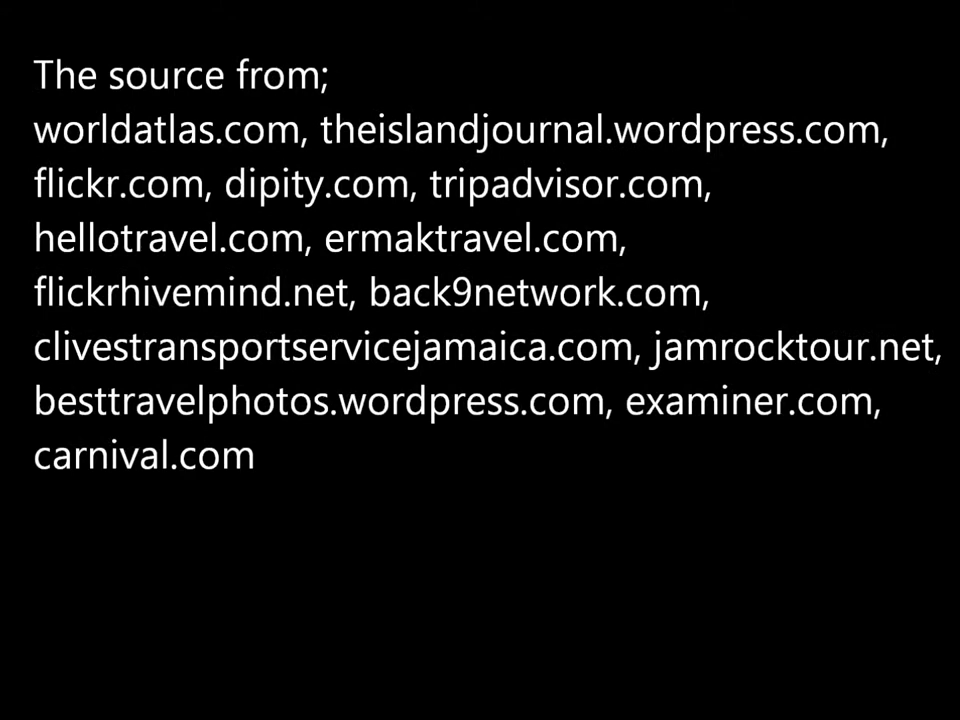 The source from;
worldatlas.com, theislandjournal.wordpress.com,
flickr.com, dipity.com, tripadvisor.com,
hellotravel.com, ermaktravel.com,
flickrhivemind.net, back9network.com,
clivestransportservicejamaica.com, jamrocktour.net,
besttravelphotos.wordpress.com, examiner.com,
carnival.com